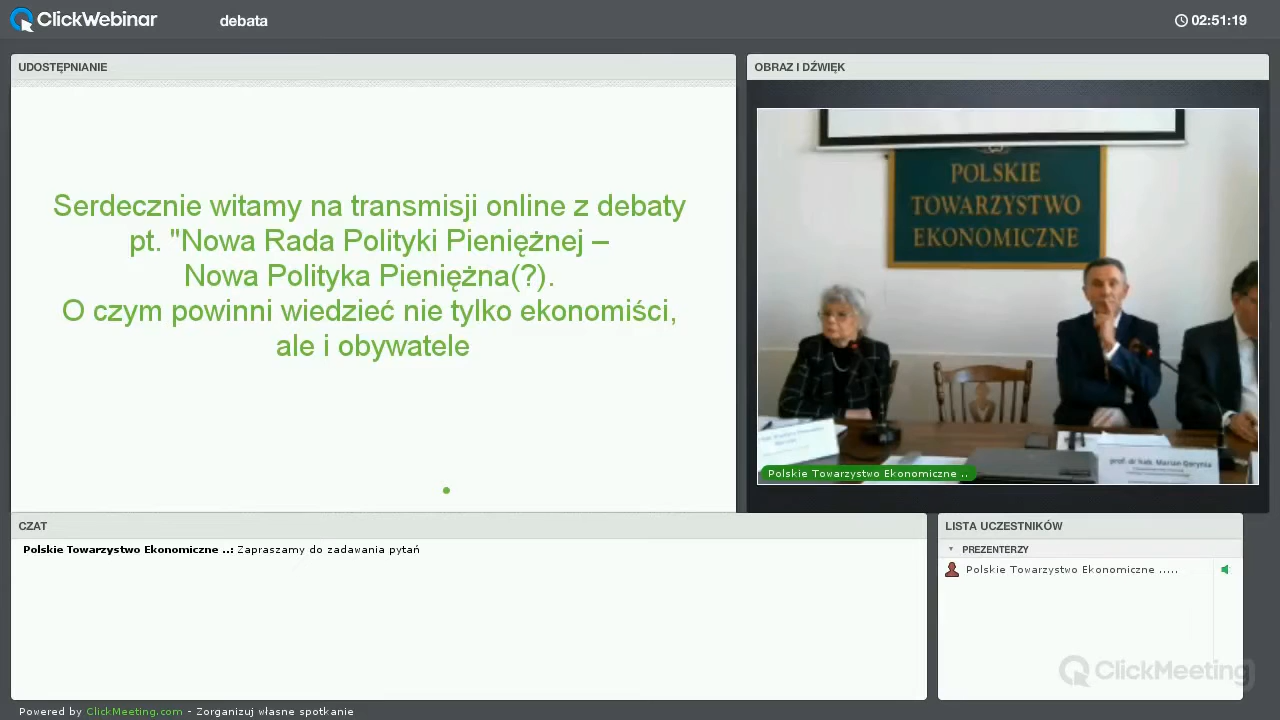 ClickWebinar
debata
02:51:19
UDOSTĘPNIANIE
Serdecznie witamy na transmisji online z debaty
pt. "Nowa Rada Polityki Pieniężnej –
Nowa Polityka Pieniężna(?).
O czym powinni wiedzieć nie tylko ekonomiści,
ale i obywatele
OBRAZ I DŹWIĘK
POLSKIE
TOWARZYSTWO
EKONOMICZNE
prof. dr hab. Marian Gorynia
Polskie Towarzystwo Ekonomiczne ..
CZAT
Polskie Towarzystwo Ekonomiczne ..: Zapraszamy do zadawania pytań
LISTA UCZESTNIKÓW
PREZENTERZY
Polskie Towarzystwo Ekonomiczne .....
ClickMeeting
Powered by ClickMeeting.com - Zorganizuj własne spotkanie